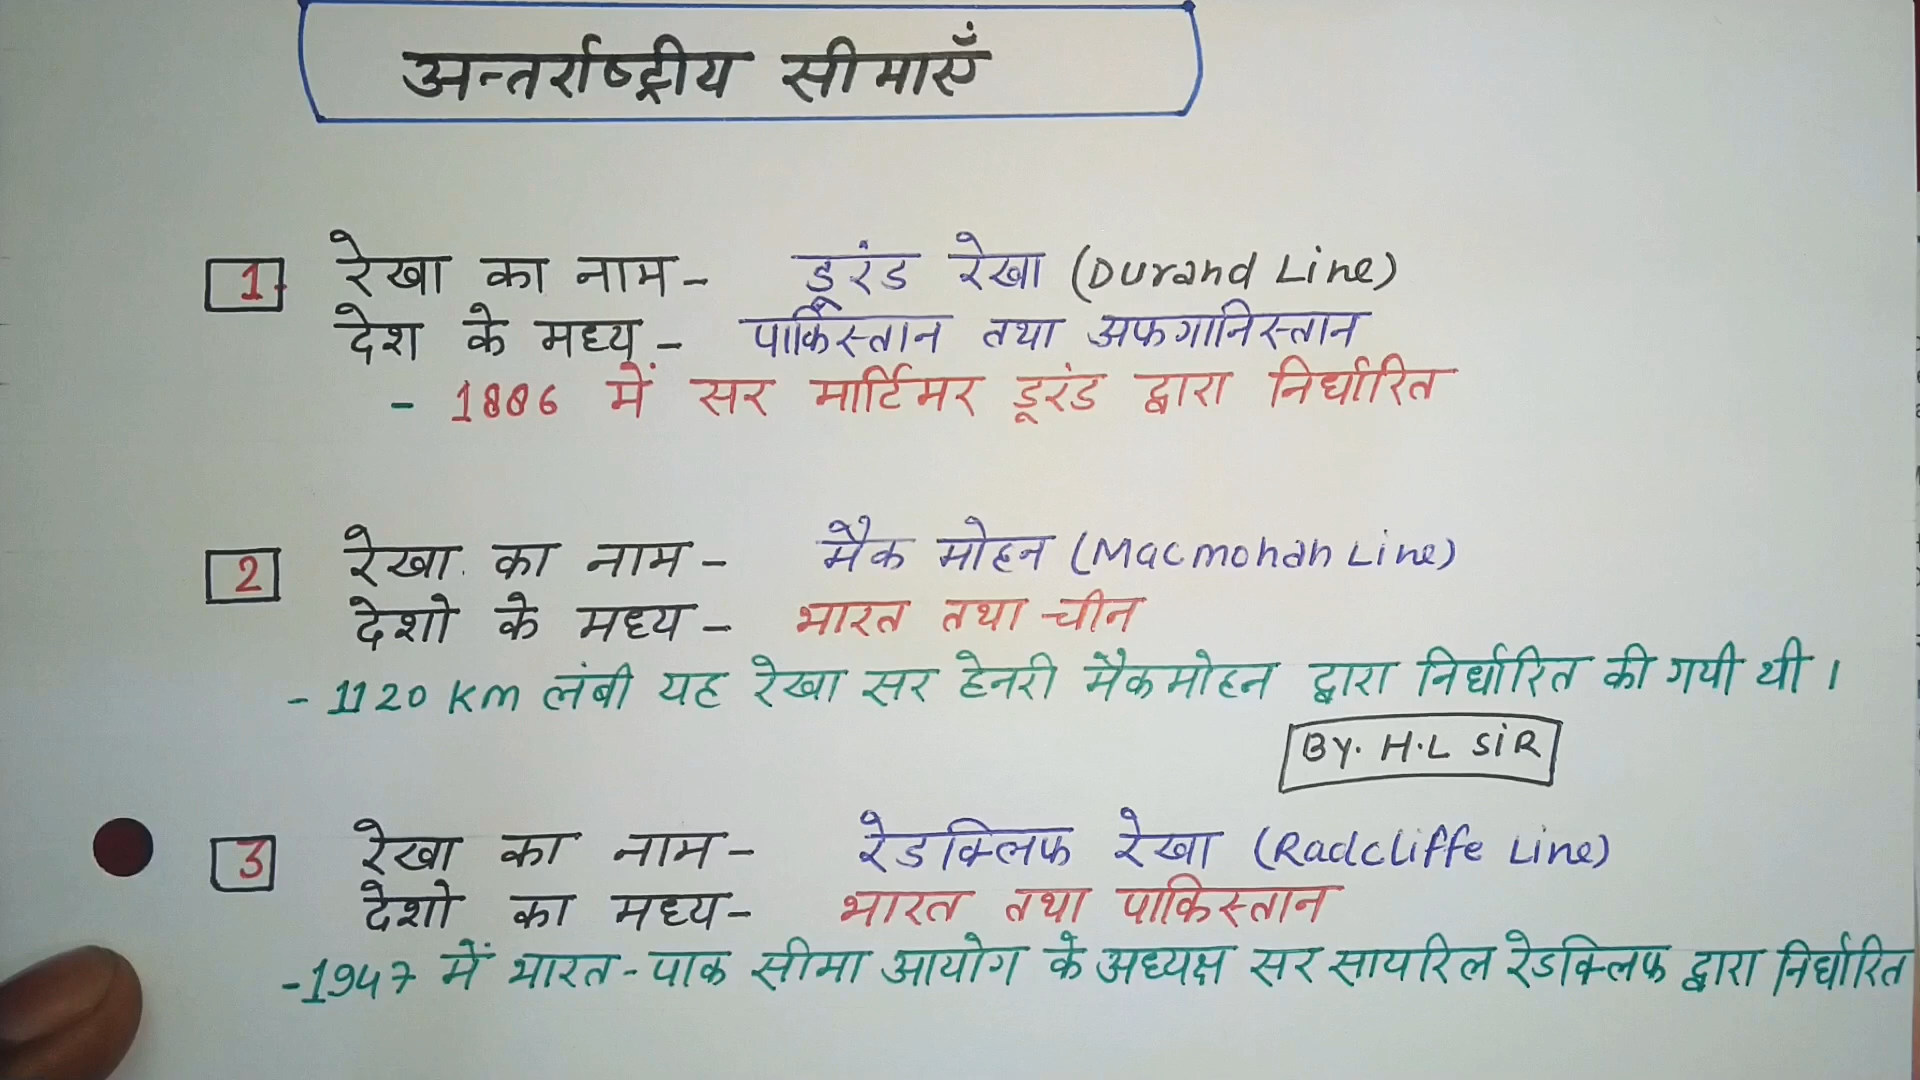 अन्तर्राष्ट्रीय सीमाएँ
1. रेखा का नाम - डूरंड रेखा (Durand Line)
देश के मध्य - पाकिस्तान तथा अफगानिस्तान
- 1886 में सर मार्टिमर डूरंड द्वारा निर्धारित
2 रेखा का नाम - मैक मोहन (Macmohan Line)
देशो के मध्य - भारत तथा चीन
- 1120 km लंबी यह रेखा सर हेनरी मैकमोहन द्वारा निर्धारित की गयी थी।
BY. H.L SiR
3 रेखा का नाम - रेडक्लिफ रेखा (Radcliffe Line)
देशो का मध्य - भारत तथा पाकिस्तान
-1947 में भारत-पाक सीमा आयोग के अध्यक्ष सर सायरिल रेडक्लिफ द्वारा निर्धारित